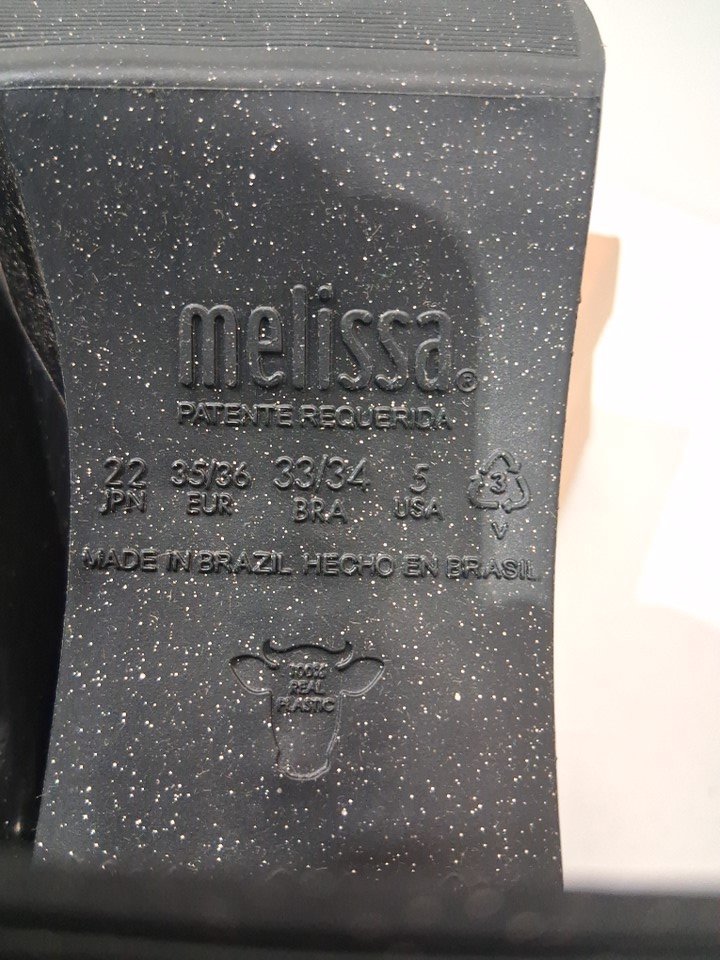 melissa®
PATENTE REQUERIDA
22 35/36 33/34 5 3
JPN EUR BRA USA V
MADE IN BRAZIL HECHO EN BRASIL
100%
REAL
PLASTIC